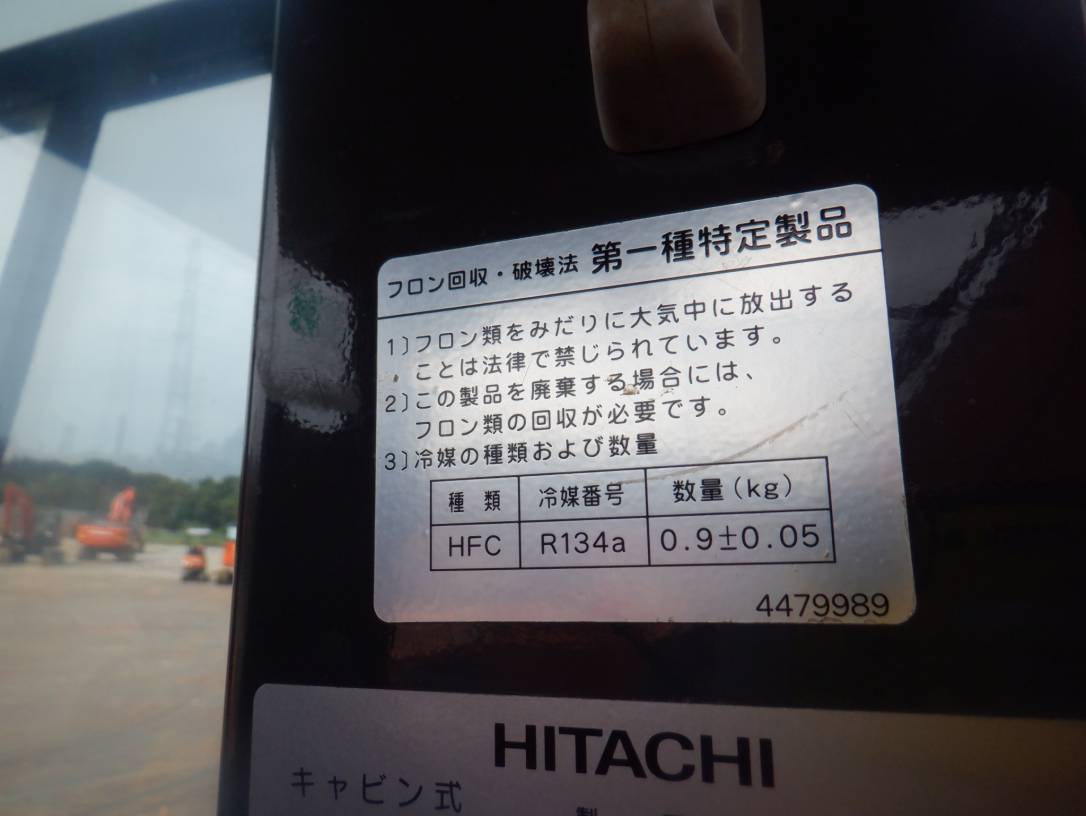 フロン回収・破壊法 第一種特定製品
1)フロン類をみだりに大気中に放出する
ことは法律で禁じられています。
2)この製品を廃棄する場合には、
フロン類の回収が必要です。
3)冷媒の種類および数量
種類 冷媒番号 数量(kg)
HFC R134a 0.9±0.05
4479989
HITACHI
キャビン式